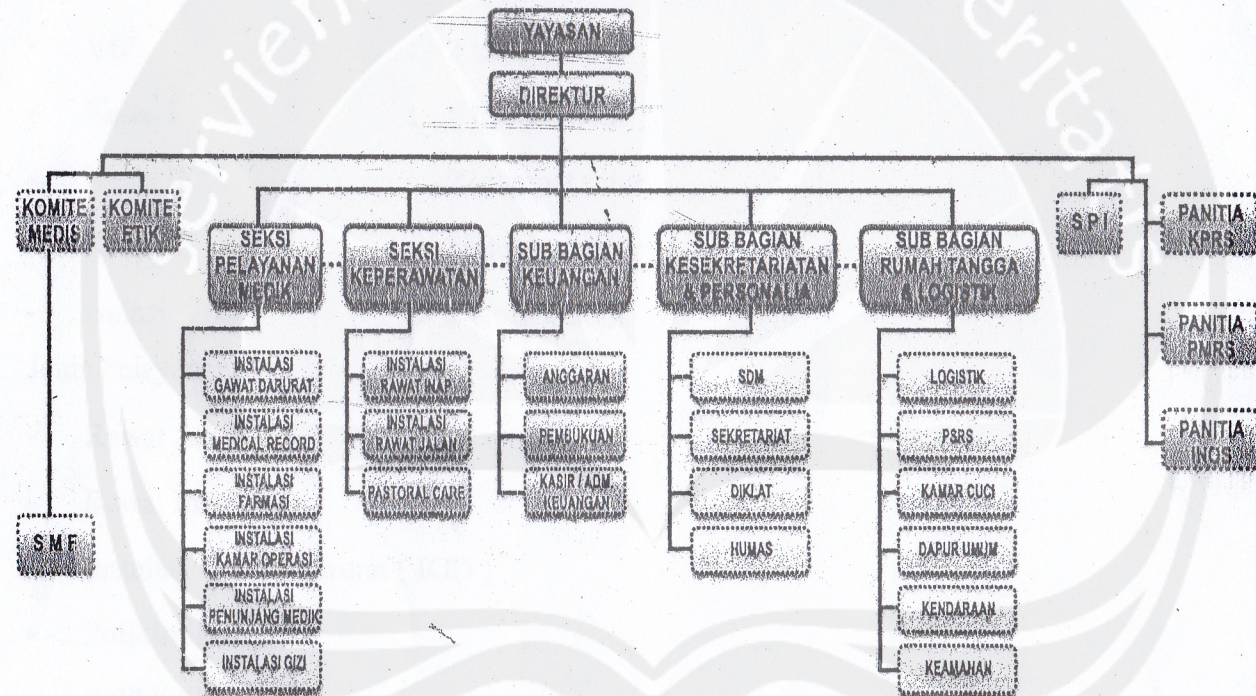 YAYASAN
DIREKTUR
KOMITE
MEDIS
KOMITE
ETIK
SEKSI
PELAYANAN
MEDIK
SEKSI
KEPERAWATAN
SUB BAGIAN
KEUANGAN
SUB BAGIAN
KESEKRETARIATAN
& PERSONALIA
SUB BAGIAN
RUMAH TANGGA
& LOGISTIK
S P I
PANITIA
KPRS
PANITIA
PNRS
PANITIA
INOS
S M F
INSTALASI
GAWAT DARURAT
INSTALASI
MEDICAL RECORD
INSTALASI
FARMASI
INSTALASI
KAMAR OPERASI
INSTALASI
PENUNJANG MEDIK
INSTALASI GIZI
INSTALASI
RAWAT INAP
INSTALASI
RAWAT JALAN
PASTORAL CARE
ANGGARAN
PEMBUKUAN
KASIR / ADM.
KEUANGAN
SDM
SEKRETARIAT
DIKLAT
HUMAS
LOGISTIK
PSRS
KAMAR CUCI
DAPUR UMUM
KENDARAAN
KEAMANAN